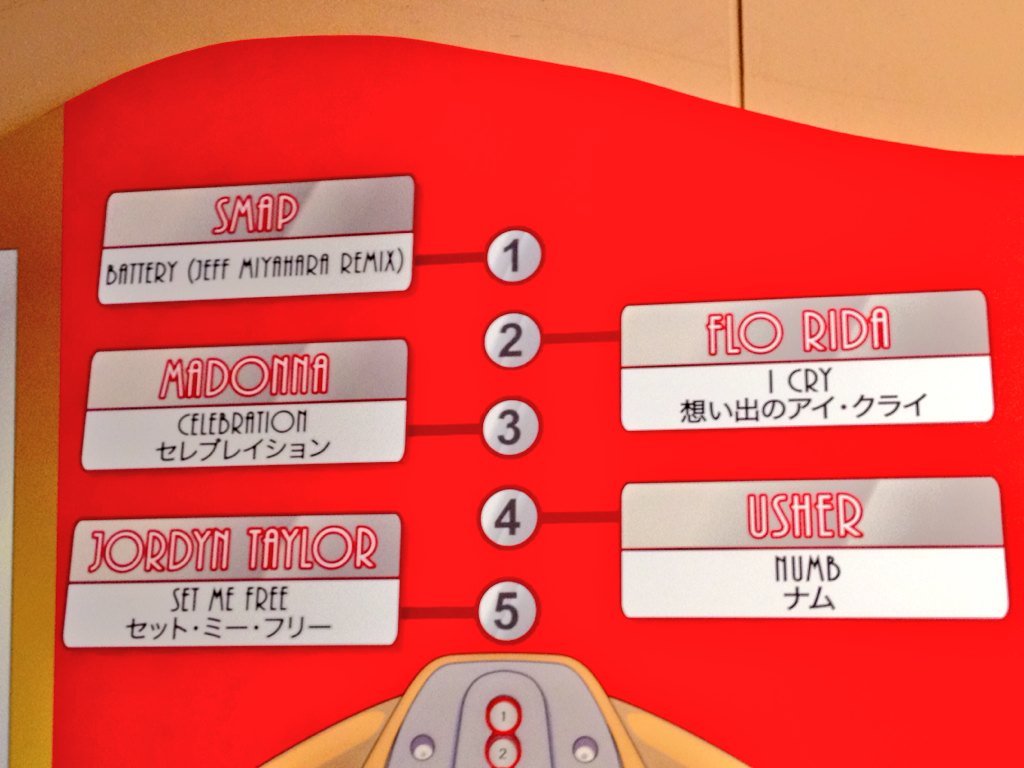 SMAP
BATTERY (JEFF MIYAHARA REMIX)
1
2
FLO RIDA
I CRY
想い出のアイ・クライ
MADONNA
CELEBRATION
セレブレイション
3
4
USHER
NUMB
ナム
JORDYN TAYLOR
SET ME FREE
セット・ミー・フリー
5
1
2